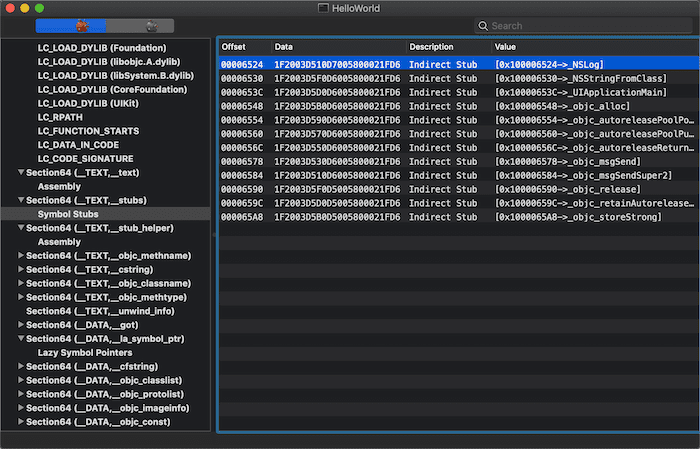 HelloWorld
Search
LC_LOAD_DYLIB (Foundation)
LC_LOAD_DYLIB (libobjc.A.dylib)
LC_LOAD_DYLIB (libSystem.B.dylib)
LC_LOAD_DYLIB (CoreFoundation)
LC_LOAD_DYLIB (UIKit)
LC_RPATH
LC_FUNCTION_STARTS
LC_DATA_IN_CODE
LC_CODE_SIGNATURE
Section64 (__TEXT,__text)
Assembly
Section64 (__TEXT,__stubs)
Symbol Stubs
Section64 (__TEXT,__stub_helper)
Assembly
Section64 (__TEXT,__objc_methname)
Section64 (__TEXT,__cstring)
Section64 (__TEXT,__objc_classname)
Section64 (__TEXT,__objc_methtype)
Section64 (__TEXT,__unwind_info)
Section64 (__DATA,__got)
Section64 (__DATA,__la_symbol_ptr)
Lazy Symbol Pointers
Section64 (__DATA,__cfstring)
Section64 (__DATA,__objc_classlist)
Section64 (__DATA,__objc_protolist)
Section64 (__DATA,__objc_imageinfo)
Section64 (__DATA,__objc_const)
Offset Data Description Value
00006524 1F2003D510D7005800021FD6 Indirect Stub [0x100006524->_NSLog]
00006530 1F2003D5F0D6005800021FD6 Indirect Stub [0x100006530->_NSStringFromClass]
0000653C 1F2003D5D0D6005800021FD6 Indirect Stub [0x10000653C->_UIApplicationMain]
00006548 1F2003D5B0D6005800021FD6 Indirect Stub [0x100006548->_objc_alloc]
00006554 1F2003D590D6005800021FD6 Indirect Stub [0x100006554->_objc_autoreleasePoolPo…
00006560 1F2003D570D6005800021FD6 Indirect Stub [0x100006560->_objc_autoreleasePoolPu…
0000656C 1F2003D550D6005800021FD6 Indirect Stub [0x10000656C->_objc_autoreleaseReturn…
00006578 1F2003D530D6005800021FD6 Indirect Stub [0x100006578->_objc_msgSend]
00006584 1F2003D510D6005800021FD6 Indirect Stub [0x100006584->_objc_msgSendSuper2]
00006590 1F2003D5F0D5005800021FD6 Indirect Stub [0x100006590->_objc_release]
0000659C 1F2003D5D0D5005800021FD6 Indirect Stub [0x10000659C->_objc_retainAutorelease…
000065A8 1F2003D5B0D5005800021FD6 Indirect Stub [0x1000065A8->_objc_storeStrong]